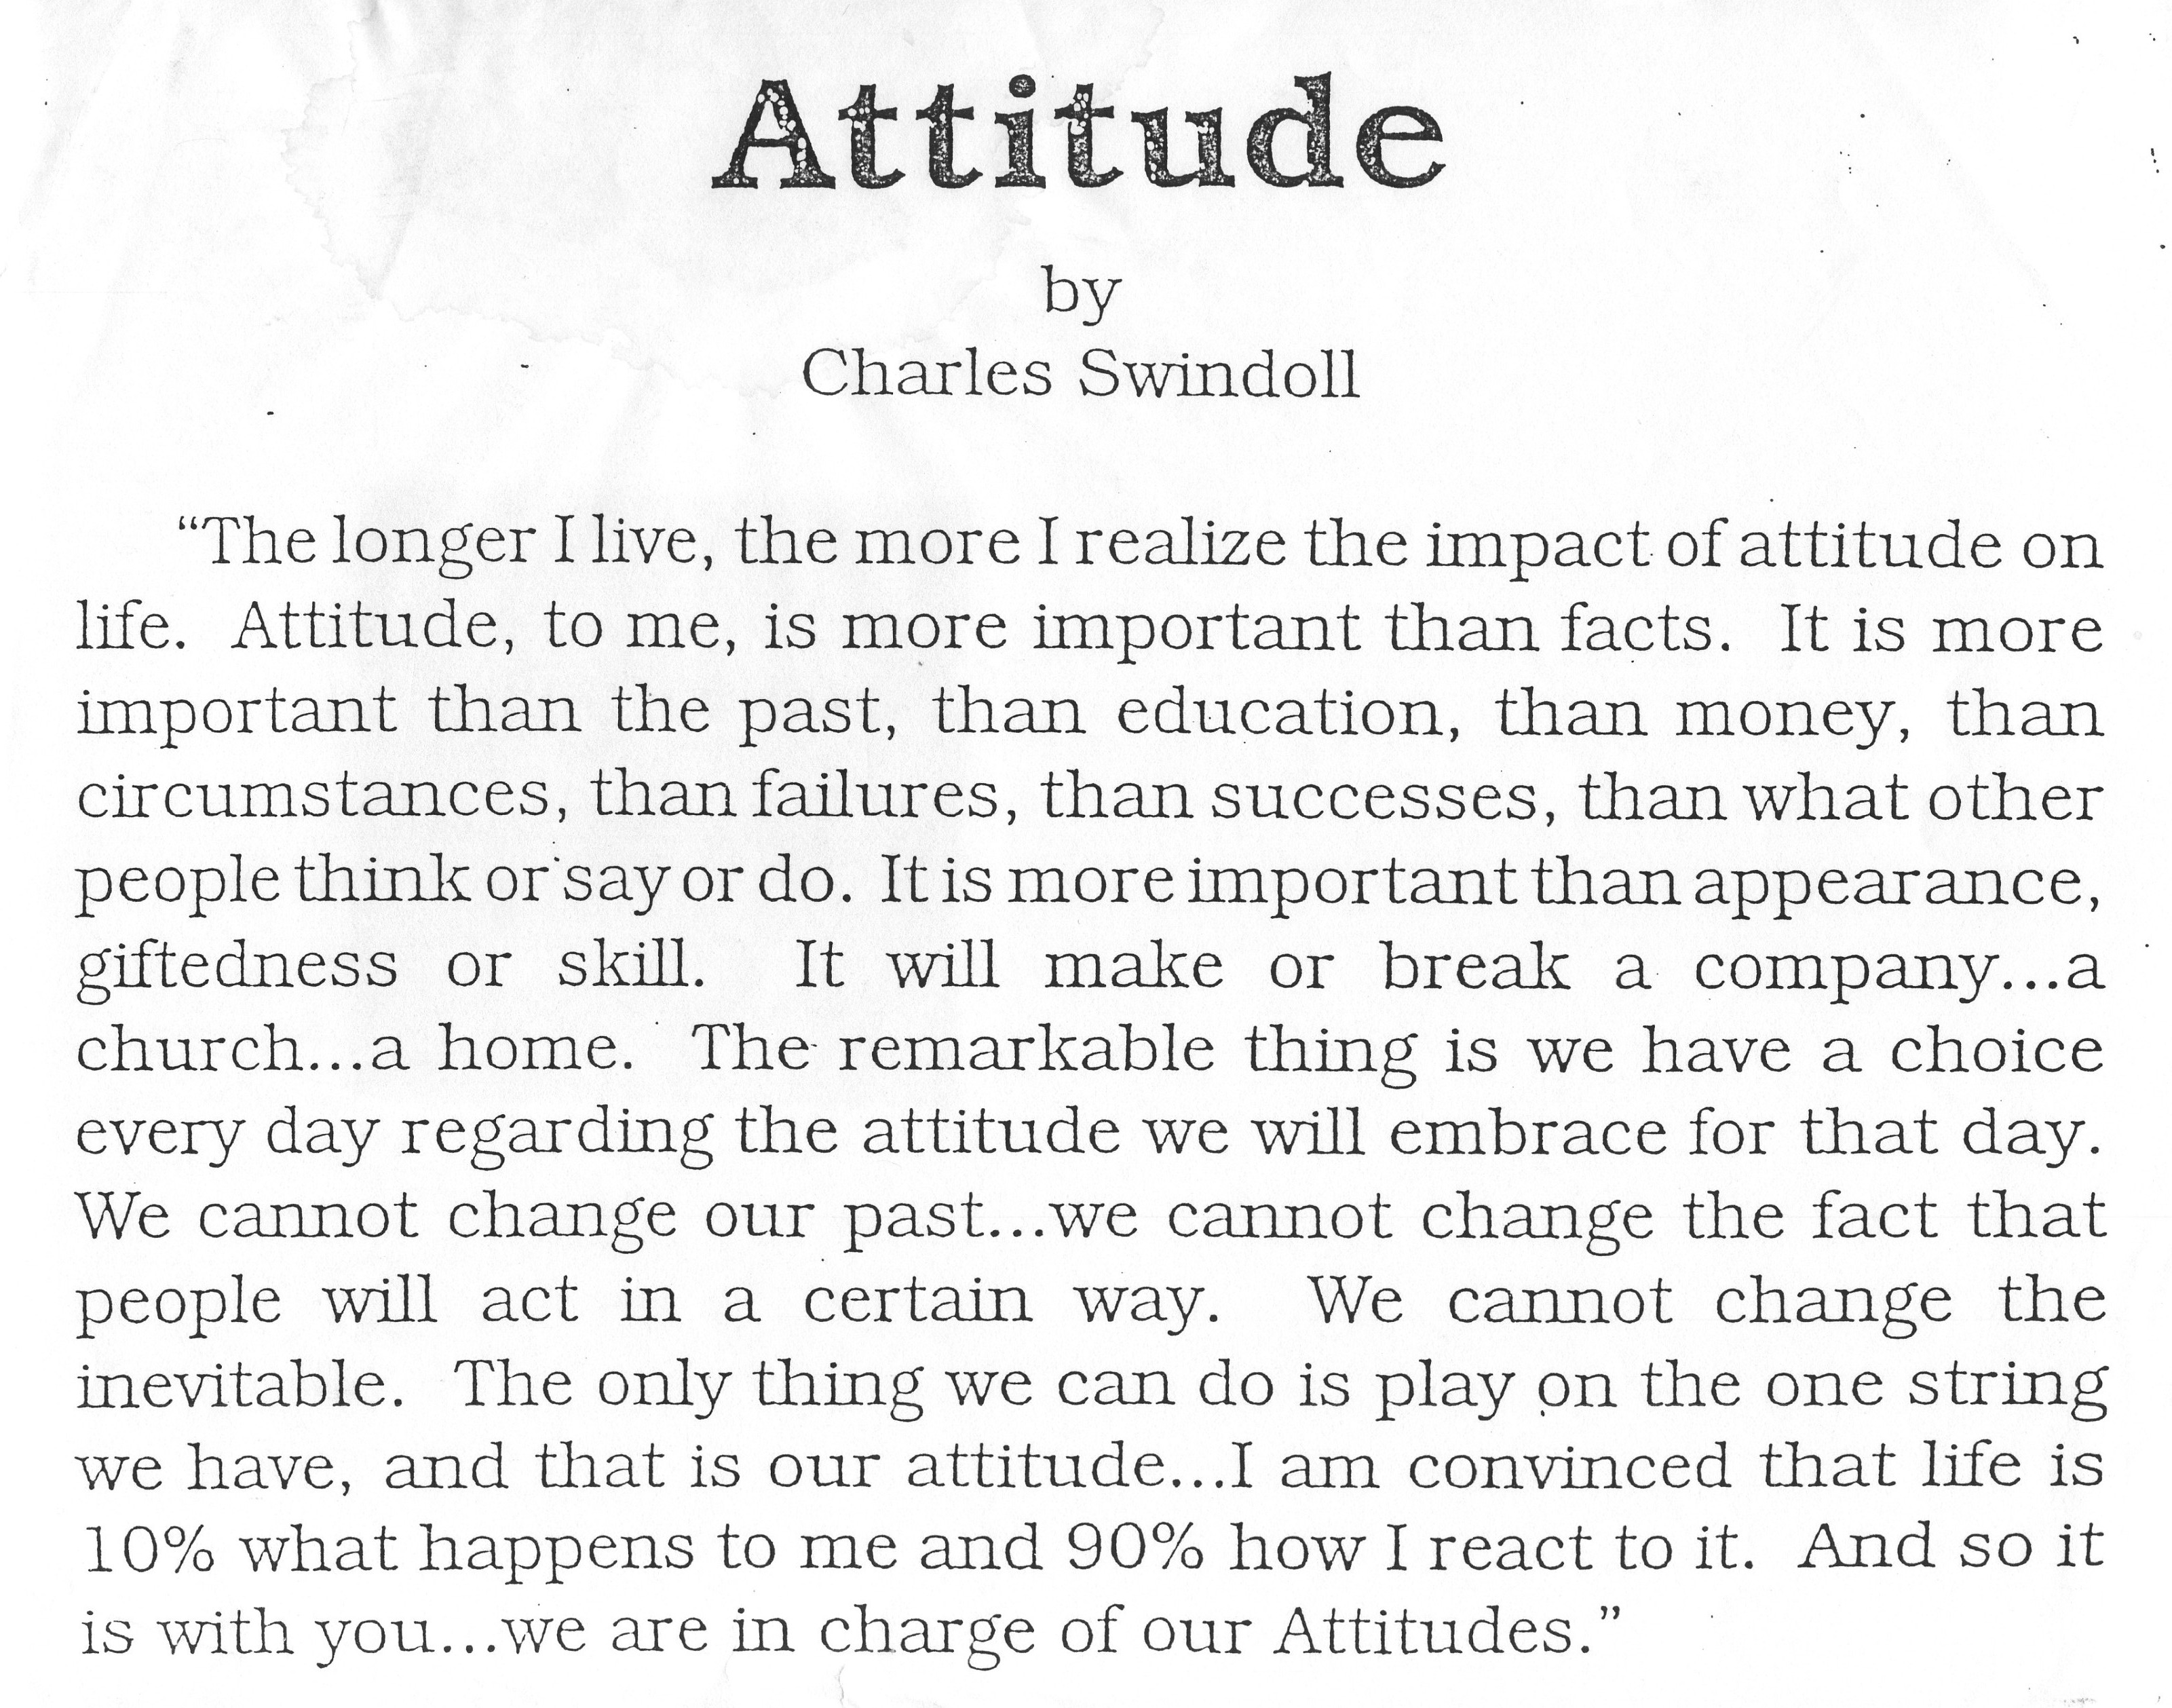 Attitude
by
Charles Swindoll
“The longer I live, the more I realize the impact of attitude on
life. Attitude, to me, is more important than facts. It is more
important than the past, than education, than money, than
circumstances, than failures, than successes, than what other
people think or say or do. It is more important than appearance,
giftedness or skill. It will make or break a company...a
church...a home. The remarkable thing is we have a choice
every day regarding the attitude we will embrace for that day.
We cannot change our past...we cannot change the fact that
people will act in a certain way. We cannot change the
inevitable. The only thing we can do is play on the one string
we have, and that is our attitude...I am convinced that life is
10% what happens to me and 90% how I react to it. And so it
is with you...we are in charge of our Attitudes.”